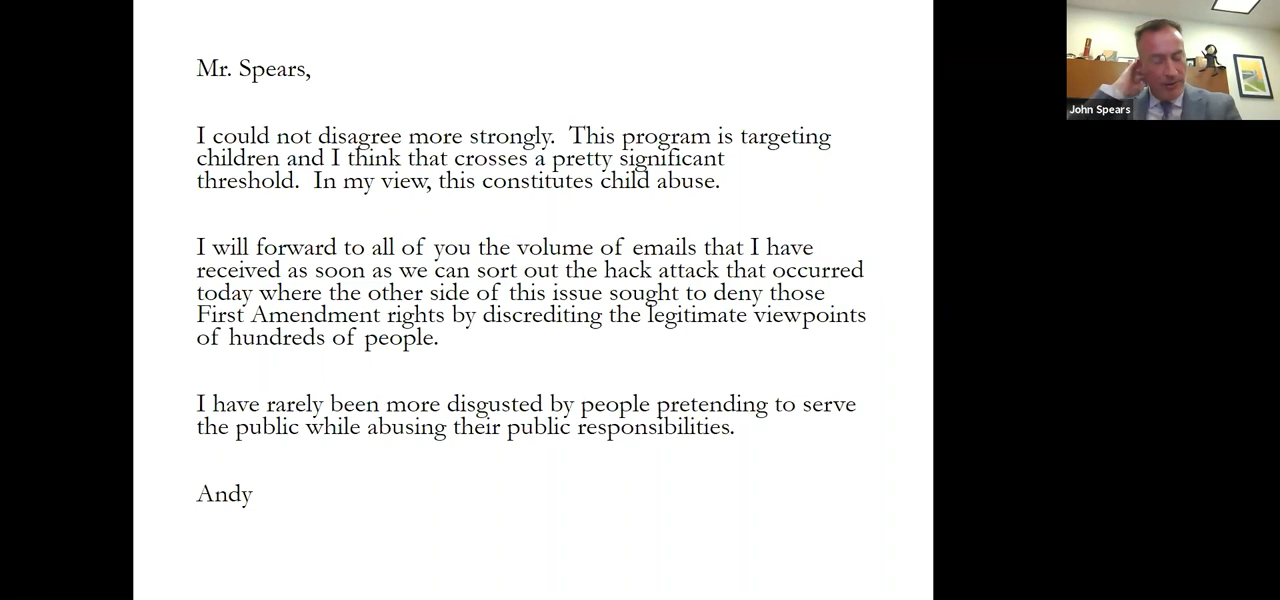 Mr. Spears,
I could not disagree more strongly.  This program is targeting
children and I think that crosses a pretty significant
threshold.  In my view, this constitutes child abuse.
I will forward to all of you the volume of emails that I have
received as soon as we can sort out the hack attack that occurred
today where the other side of this issue sought to deny those
First Amendment rights by discrediting the legitimate viewpoints
of hundreds of people.
I have rarely been more disgusted by people pretending to serve
the public while abusing their public responsibilities.
Andy
John Spears